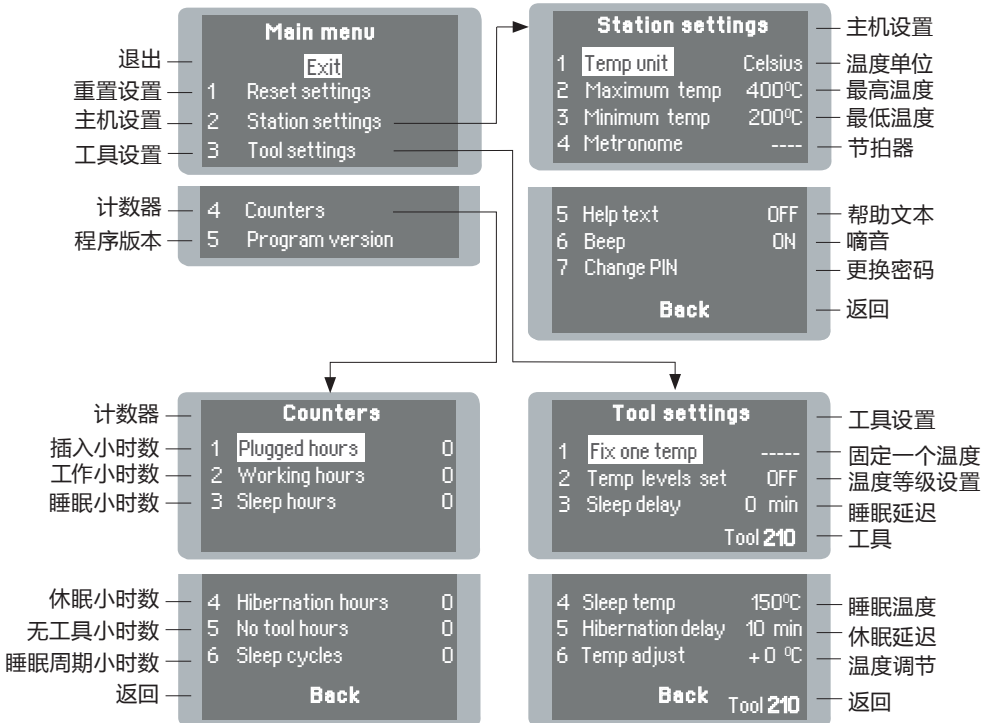 退出
重置设置
主机设置
工具设置
Main menu
Exit
1 Reset settings
2 Station settings
3 Tool settings
计数器
程序版本
4 Counters
5 Program version
Station settings
1 Temp unit Celsius
2 Maximum temp 400ºC
3 Minimum temp 200ºC
4 Metronome ----
主机设置
温度单位
最高温度
最低温度
节拍器
5 Help text OFF
6 Beep ON
7 Change PIN
Back
帮助文本
嘀音
更换密码
返回
计数器
插入小时数
工作小时数
睡眠小时数
Counters
1 Plugged hours 0
2 Working hours 0
3 Sleep hours 0
休眠小时数
无工具小时数
睡眠周期小时数
返回
4 Hibernation hours 0
5 No tool hours 0
6 Sleep cycles 0
Back
Tool settings
1 Fix one temp -----
2 Temp levels set OFF
3 Sleep delay 0 min
Tool 210
工具设置
固定一个温度
温度等级设置
睡眠延迟
工具
4 Sleep temp 150ºC
5 Hibernation delay 10 min
6 Temp adjust +0 ºC
Back Tool 210
睡眠温度
休眠延迟
温度调节
返回